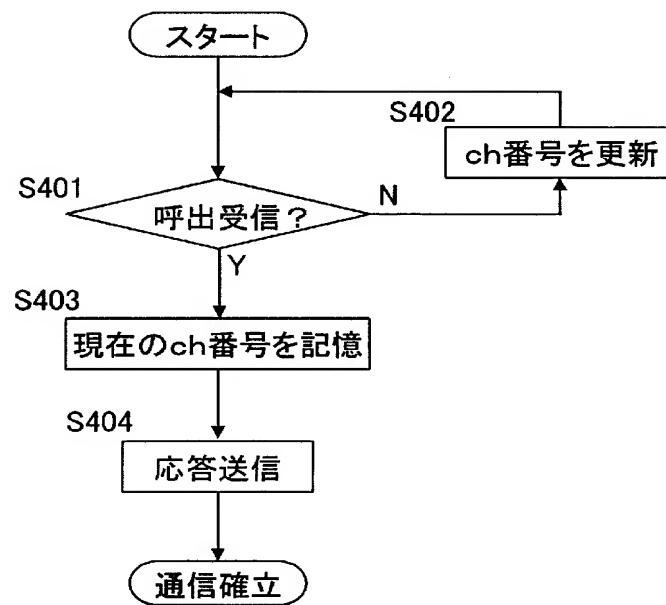 スタート
S402
ch番号を更新
S401
呼出受信？
N
Y
S403
現在のch番号を記憶
S404
応答送信
通信確立